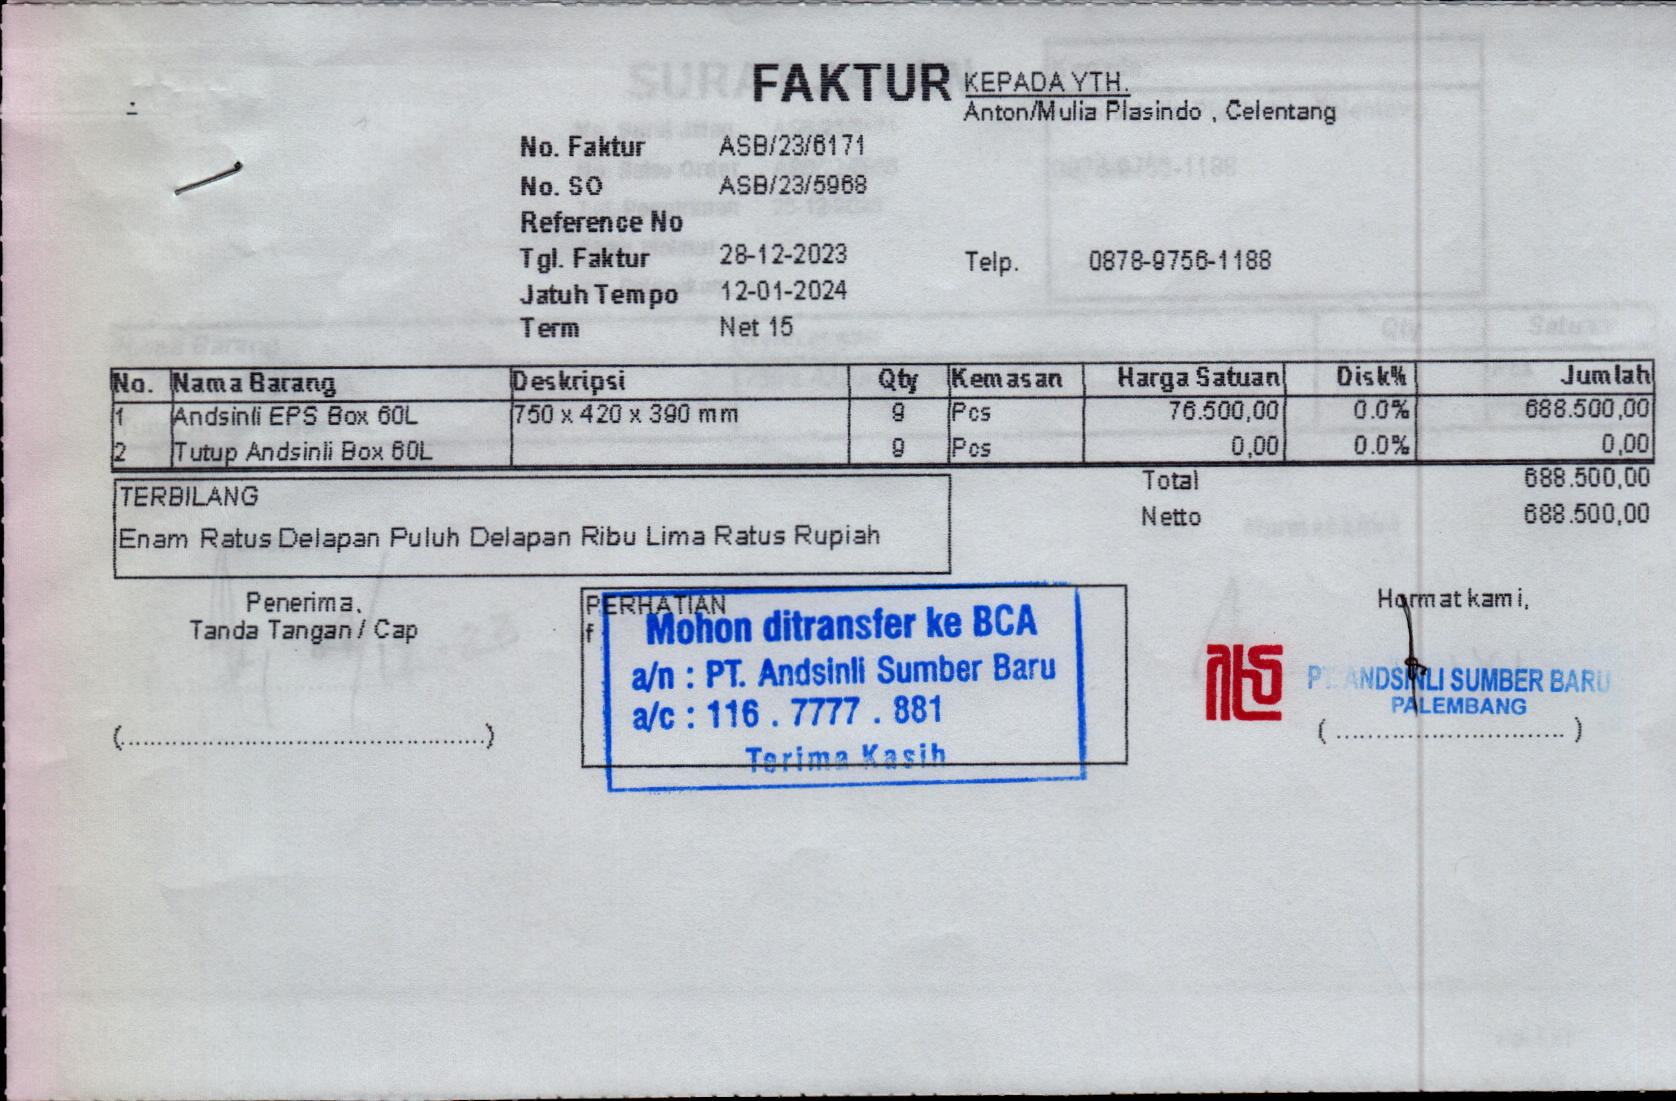 FAKTUR
KEPADA YTH.
Anton/Mulia Plasindo , Celentang
No. Faktur ASB/23/6171
No. SO ASB/23/5968
Reference No
Tgl. Faktur 28-12-2023
Telp. 0878-9756-1188
Jatuh Tempo 12-01-2024
Term Net 15
No. Nama Barang Deskripsi Qty Kemasan Harga Satuan Disk% Jumlah
1 Andsinli EPS Box 60L 750 x 420 x 390 mm 9 Pcs 76.500,00 0.0% 688.500,00
2 Tutup Andsinli Box 60L 9 Pcs 0,00 0.0% 0,00
Total 688.500,00
Netto 688.500,00
TERBILANG
Enam Ratus Delapan Puluh Delapan Ribu Lima Ratus Rupiah
Penerima,
Tanda Tangan / Cap
(................................................)
PERHATIAN
f
Mohon ditransfer ke BCA
a/n : PT. Andsinli Sumber Baru
a/c : 116 . 7777 . 881
Terima Kasih
Hormat kami,
PT. ANDSINLI SUMBER BARU
PALEMBANG
( ............................. )